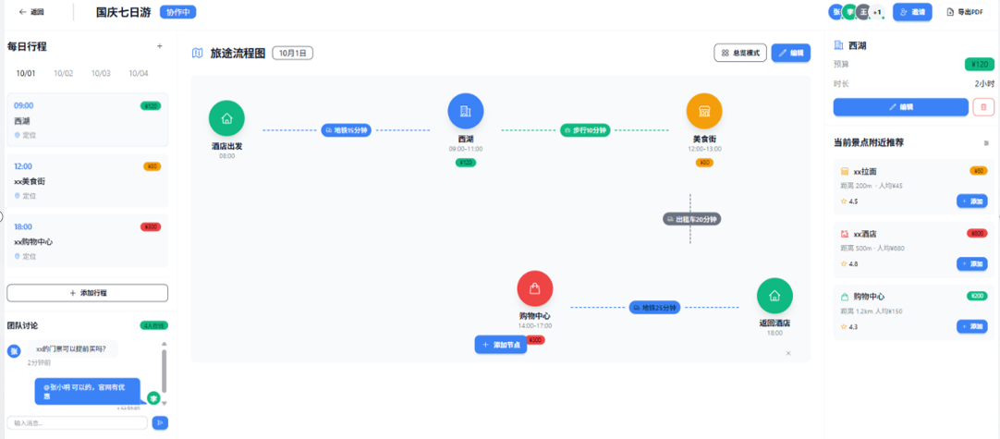 返回
国庆七日游
协作中
张
李
王
+1
邀请
导出PDF
每日行程
+
10/01
10/02
10/03
10/04
09:00
¥120
西湖
定位
12:00
¥80
xx美食街
定位
18:00
¥300
xx购物中心
定位
+ 添加行程
团队讨论
4人在线
张
xx的门票可以提前买吗?
2分钟前
@张小明 可以的，官网有优惠
李
输入消息...
旅途流程图
10月1日
总览模式
编辑
酒店出发
08:00
地铁15分钟
西湖
09:00-11:00
¥120
步行10分钟
美食街
12:00-13:00
¥80
出租车20分钟
购物中心
14:00-17:00
¥300
+ 添加节点
地铁25分钟
返回酒店
18:00
×
西湖
预算
¥120
时长
2小时
编辑
当前景点附近推荐
xx拉面
距离 200m · 人均¥45
4.5
+ 添加
xx酒店
距离 500m · 人均¥680
4.8
+ 添加
购物中心
¥200
距离 1.2km 人均¥150
4.3
+ 添加